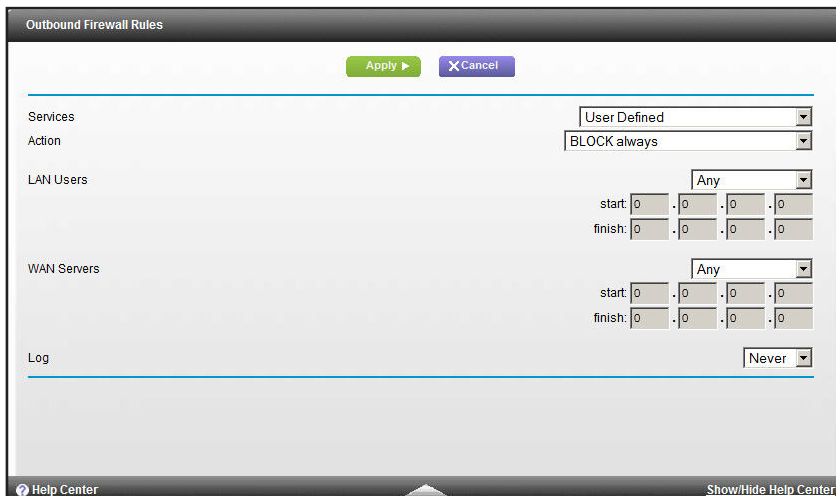 Outbound Firewall Rules
Apply Cancel
Services User Defined
Action BLOCK always
LAN Users Any
start: 0 . 0 . 0 . 0
finish: 0 . 0 . 0 . 0
WAN Servers Any
start: 0 . 0 . 0 . 0
finish: 0 . 0 . 0 . 0
Log Never
? Help Center Show/Hide Help Center